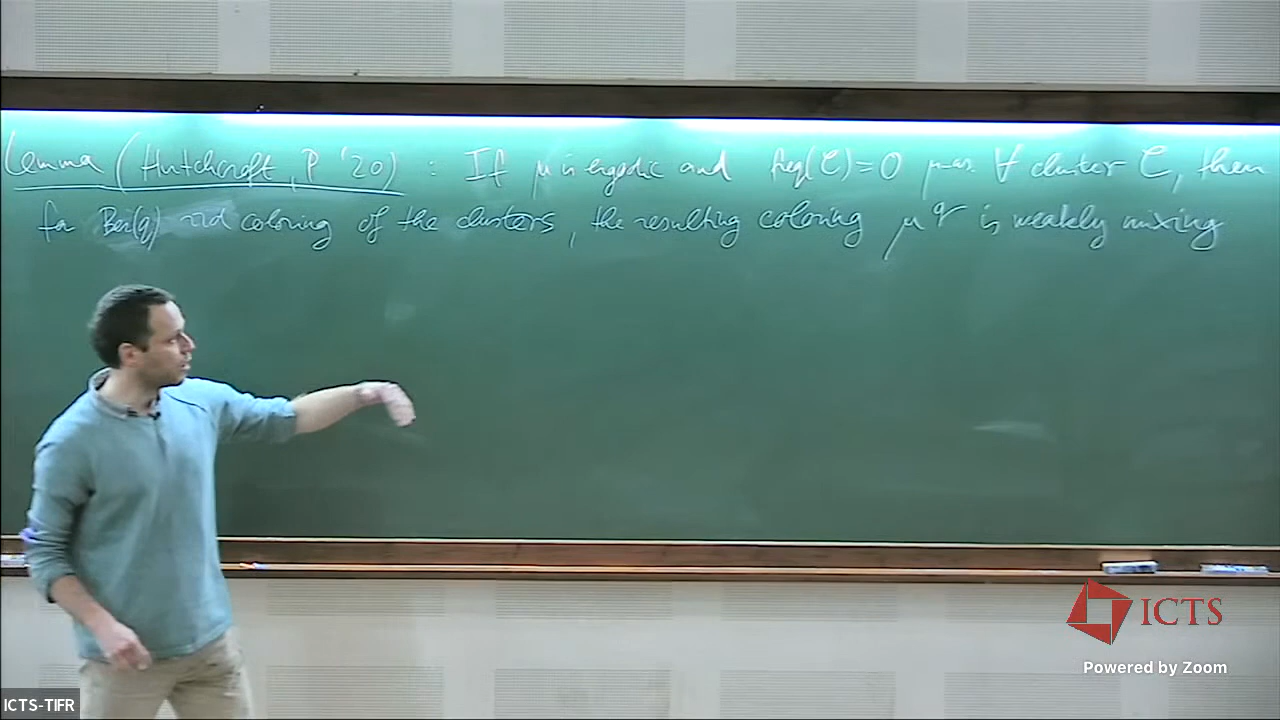 Lemma (Hutchcroft, P '20) : If μ is ergodic and freq(C)=0 μ a.s. ∀ cluster C, then
for Ber(q) iid coloring of the clusters, the resulting coloring μ^q is weakly mixing
ICTS
Powered by Zoom
ICTS-TIFR